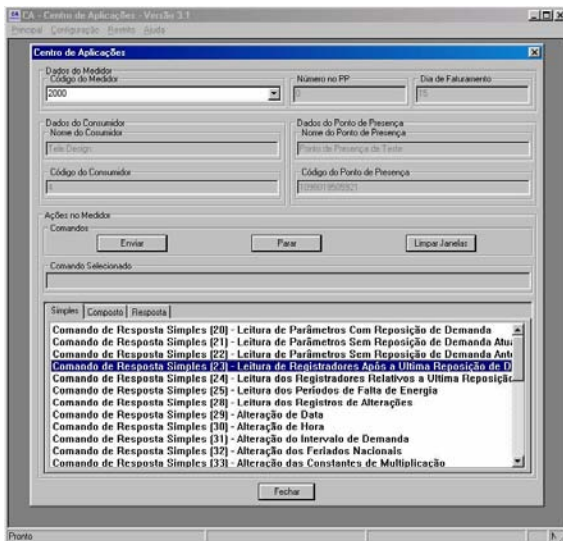 CA - Centro de Aplicações - Versão 3.1
Principal Configuração Revisão Ajuda
Centro de Aplicações
Dados do Medidor
Código do Medidor
2000
Número no PP
0
Dia de Faturamento
15
Dados do Consumidor
Nome do Cosumidor
Tele Design
Código do Consumidor
4
Dados do Ponto de Presença
Nome do Ponto de Presença
Ponto de Presença de Teste
Código do Ponto de Presença
Ações no Medidor
Comandos
Enviar
Parar
Limpar Janelas
Comando Selecionado
Simples Composto Resposta
Comando de Resposta Simples (20) - Leitura de Parâmetros Com Reposição de Demanda
Comando de Resposta Simples (21) - Leitura de Parâmetros Sem Reposição de Demanda Atua
Comando de Resposta Simples (22) - Leitura de Parâmetros Sem Reposição de Demanda Ante
Comando de Resposta Simples (23) - Leitura de Registradores Após a Ultima Reposição de D
Comando de Resposta Simples (24) - Leitura dos Registradores Relativos a Ultima Reposição
Comando de Resposta Simples (25) - Leitura dos Períodos de Falta de Energia
Comando de Resposta Simples (28) - Leitura dos Registros de Alterações
Comando de Resposta Simples (29) - Alteração de Data
Comando de Resposta Simples (30) - Alteração de Hora
Comando de Resposta Simples (31) - Alteração do Intervalo de Demanda
Comando de Resposta Simples (32) - Alteração dos Feriados Nacionais
Comando de Resposta Simples (33) - Alteração das Constantes de Multiplicação
Fechar
Pronto